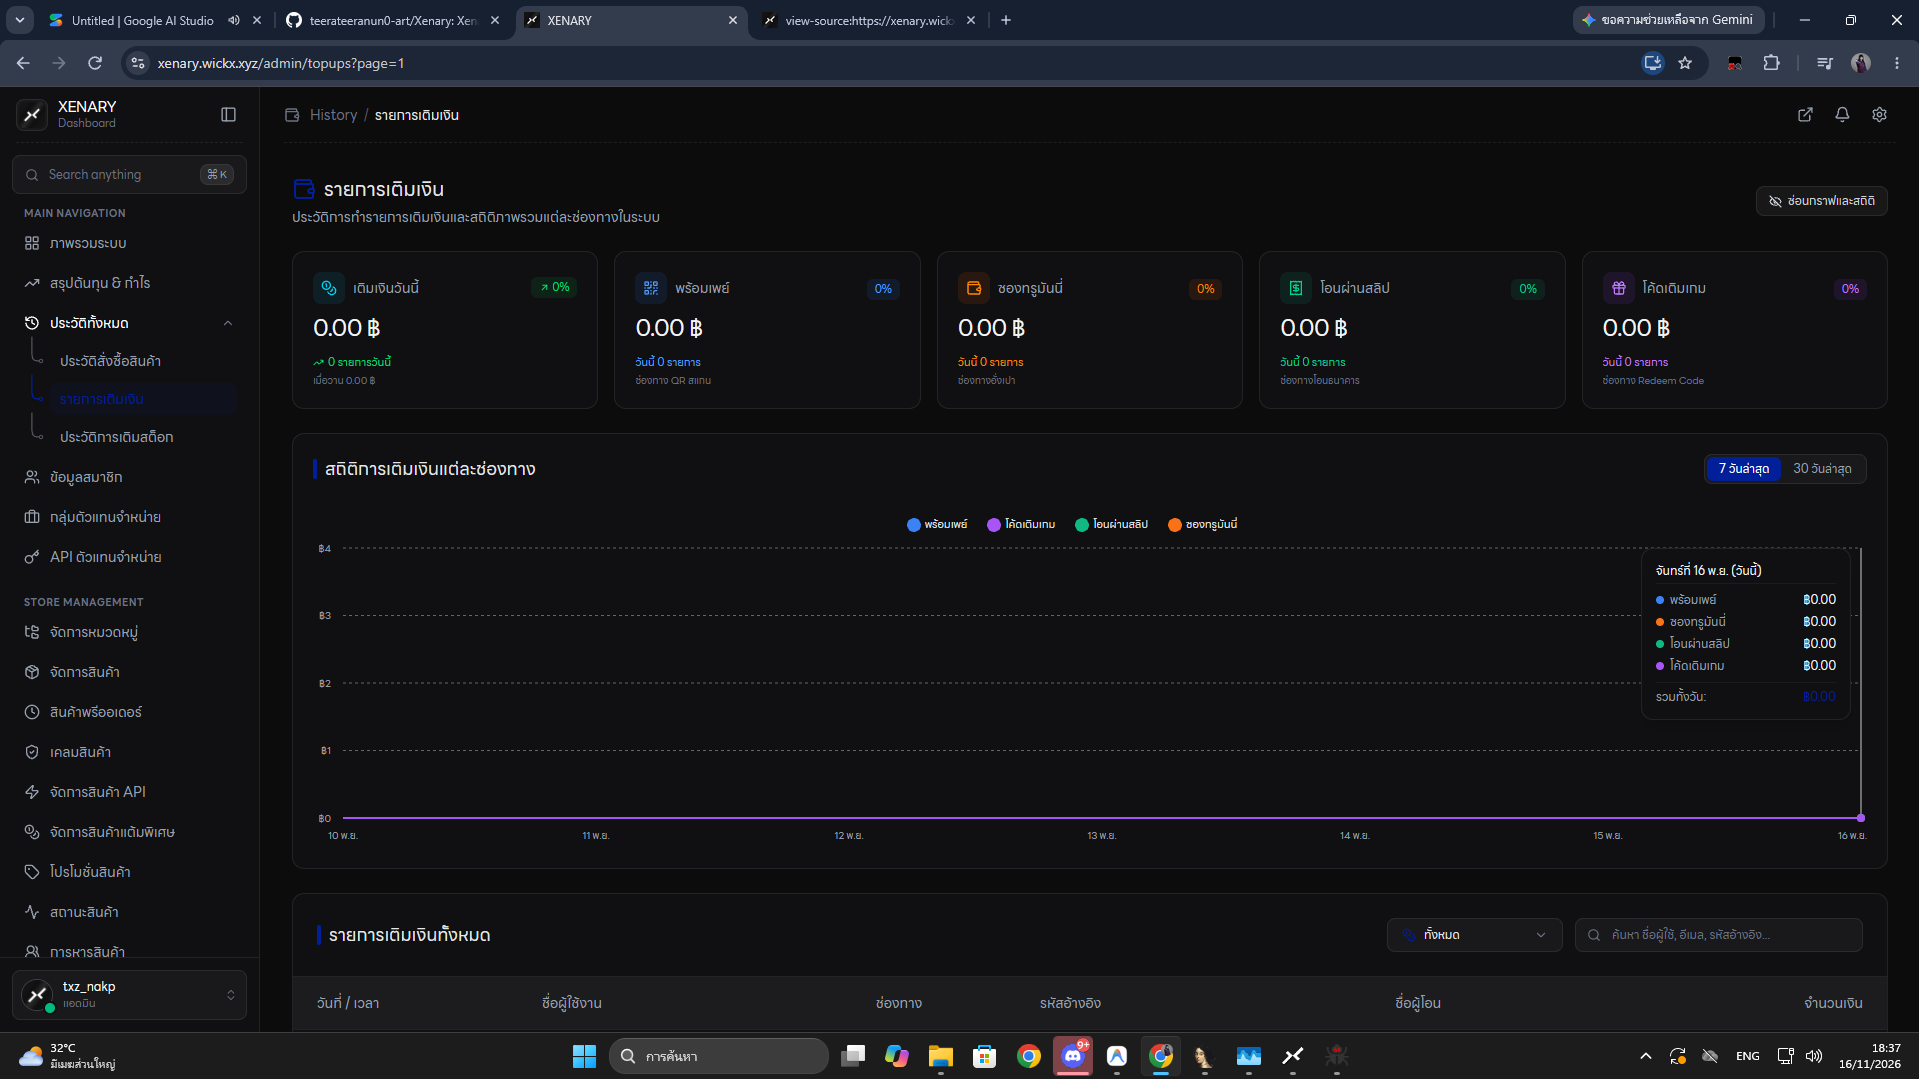 Untitled | Google AI Studio
teerateeranun0-art/Xenary: Xen
XENARY
view-source:https://xenary.wick
ขอความช่วยเหลือจาก Gemini
xenary.wickx.xyz/admin/topups?page=1
XENARY
Dashboard
Search anything
⌘ K
MAIN NAVIGATION
ภาพรวมระบบ
สรุปต้นทุน & กำไร
ประวัติทั้งหมด
ประวัติสั่งซื้อสินค้า
รายการเติมเงิน
ประวัติการเติมสต็อก
ข้อมูลสมาชิก
กลุ่มตัวแทนจำหน่าย
API ตัวแทนจำหน่าย
STORE MANAGEMENT
จัดการหมวดหมู่
จัดการสินค้า
สินค้าพรีออเดอร์
เคลมสินค้า
จัดการสินค้า API
จัดการสินค้าแต้มพิเศษ
โปรโมชั่นสินค้า
สถานะสินค้า
การหารสินค้า
txz_nakp
แอดมิน
History / รายการเติมเงิน
รายการเติมเงิน
ประวัติการทำรายการเติมเงินและสถิติภาพรวมแต่ละช่องทางในระบบ
ซ่อนกราฟและสถิติ
เติมเงินวันนี้
0%
0.00 ฿
0 รายการวันนี้
เมื่อวาน 0.00 ฿
พร้อมเพย์
0%
0.00 ฿
วันนี้ 0 รายการ
ช่องทาง QR สแกน
ซองทรูมันนี่
0%
0.00 ฿
วันนี้ 0 รายการ
ช่องทางอั่งเปา
โอนผ่านสลิป
0%
0.00 ฿
วันนี้ 0 รายการ
ช่องทางโอนธนาคาร
โค้ดเติมเกม
0%
0.00 ฿
วันนี้ 0 รายการ
ช่องทาง Redeem Code
สถิติการเติมเงินแต่ละช่องทาง
7 วันล่าสุด
30 วันล่าสุด
พร้อมเพย์
โค้ดเติมเกม
โอนผ่านสลิป
ซองทรูมันนี่
฿4
฿3
฿2
฿1
฿0
10 พ.ย.
11 พ.ย.
12 พ.ย.
13 พ.ย.
14 พ.ย.
15 พ.ย.
16 พ.ย.
จันทร์ที่ 16 พ.ย. (วันนี้)
พร้อมเพย์ ฿0.00
ซองทรูมันนี่ ฿0.00
โอนผ่านสลิป ฿0.00
โค้ดเติมเกม ฿0.00
รวมทั้งวัน: ฿0.00
รายการเติมเงินทั้งหมด
ทั้งหมด
ค้นหา ชื่อผู้ใช้, อีเมล, รหัสอ้างอิง...
วันที่ / เวลา
ชื่อผู้ใช้งาน
ช่องทาง
รหัสอ้างอิง
ชื่อผู้โอน
จำนวนเงิน
32°C
มีเมฆส่วนใหญ่
การค้นหา
9+
ENG
18:37
16/11/2026